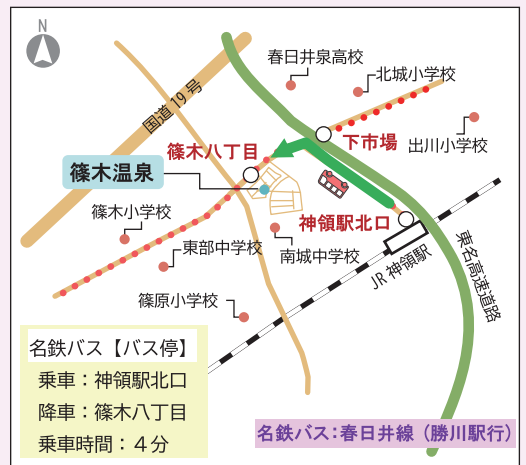 N
春日井泉高校
北城小学校
国道19号
下市場
出川小学校
篠木八丁目
篠木温泉
篠木小学校
神領駅北口
東部中学校
南城中学校
JR 神領駅
東名高速道路
篠原小学校
名鉄バス【バス停】
乗車：神領駅北口
降車：篠木八丁目
乗車時間：４分
名鉄バス：春日井線（勝川駅行）